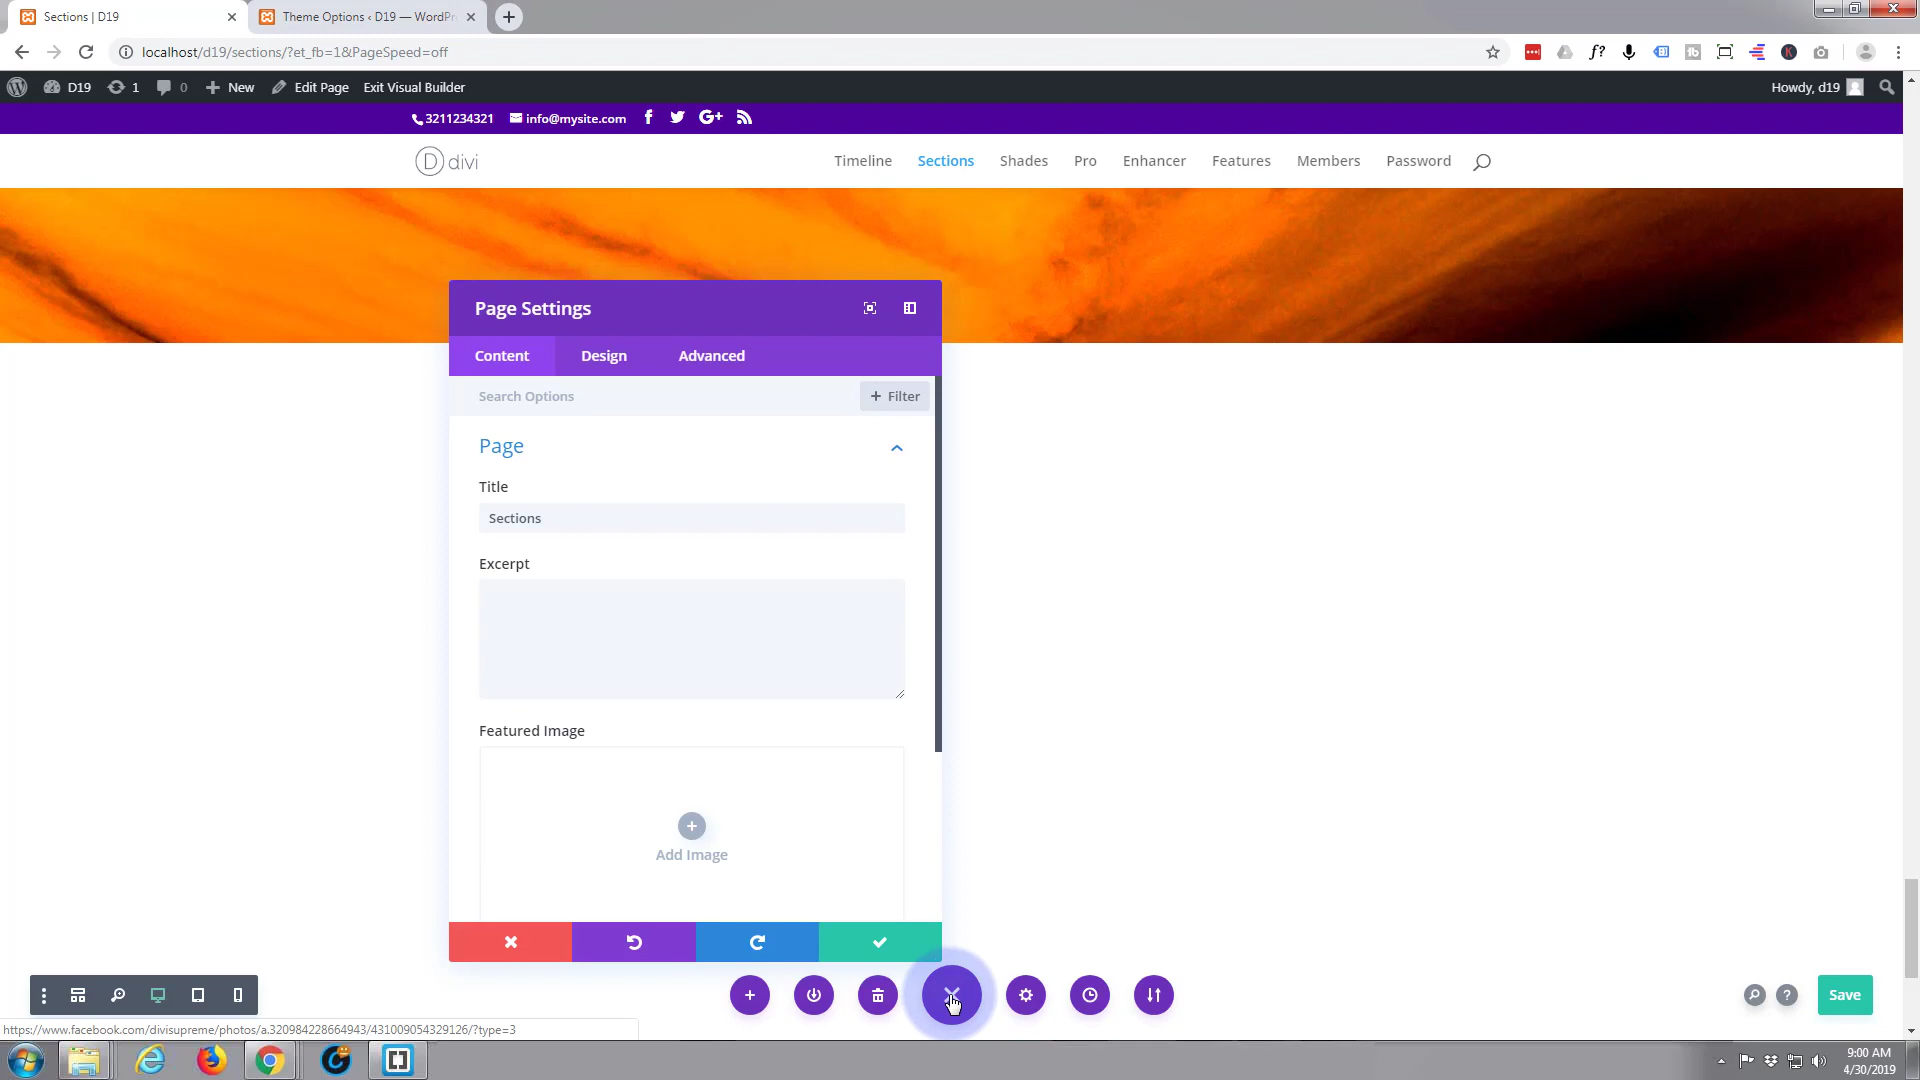 Sections | D19
Theme Options ‹ D19 — WordPr
localhost/d19/sections/?et_fb=1&PageSpeed=off
D19 1 0 New Edit Page Exit Visual Builder Howdy, d19
3211234321 info@mysite.com
D divi Timeline Sections Shades Pro Enhancer Features Members Password
Page Settings
Content Design Advanced
Search Options Filter
Page
Title
Sections
Excerpt
Featured Image
Add Image
Save
https://www.facebook.com/divisupreme/photos/a.320984228664943/431009054329126/?type=3
9:00 AM
4/30/2019